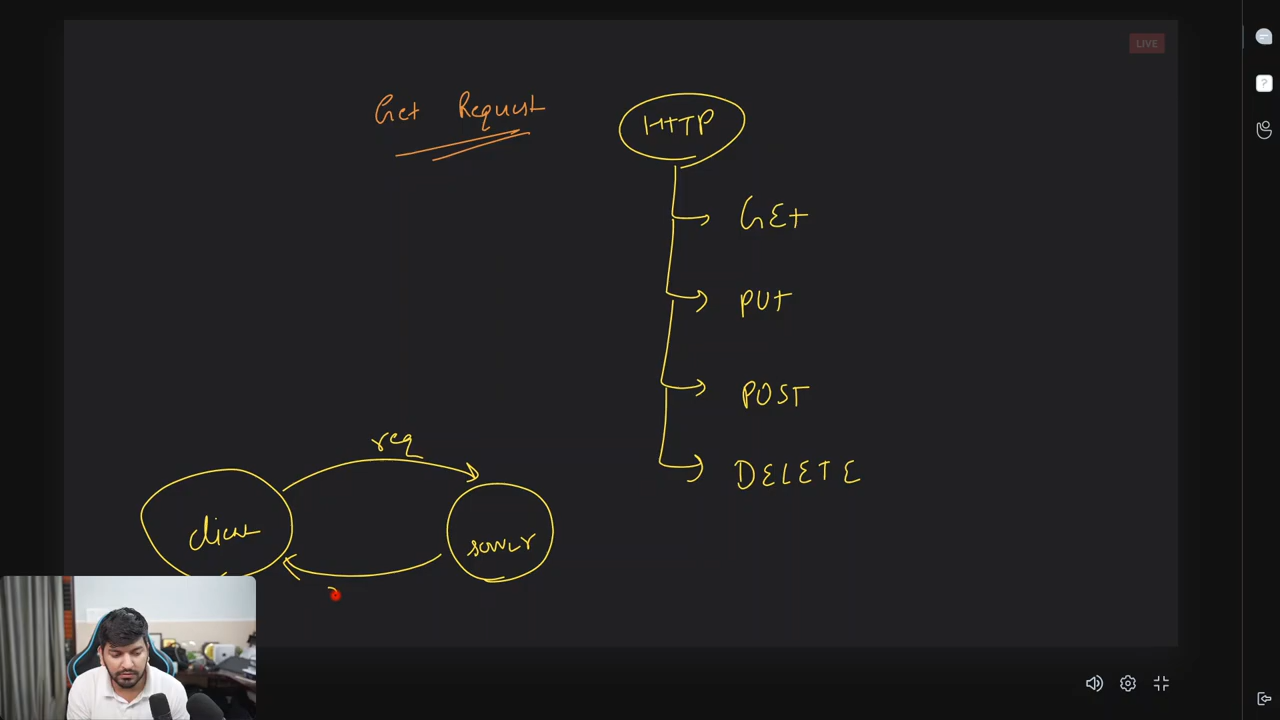 LIVE
Get Request
HTTP
GET
PUT
POST
DELETE
req
client
server